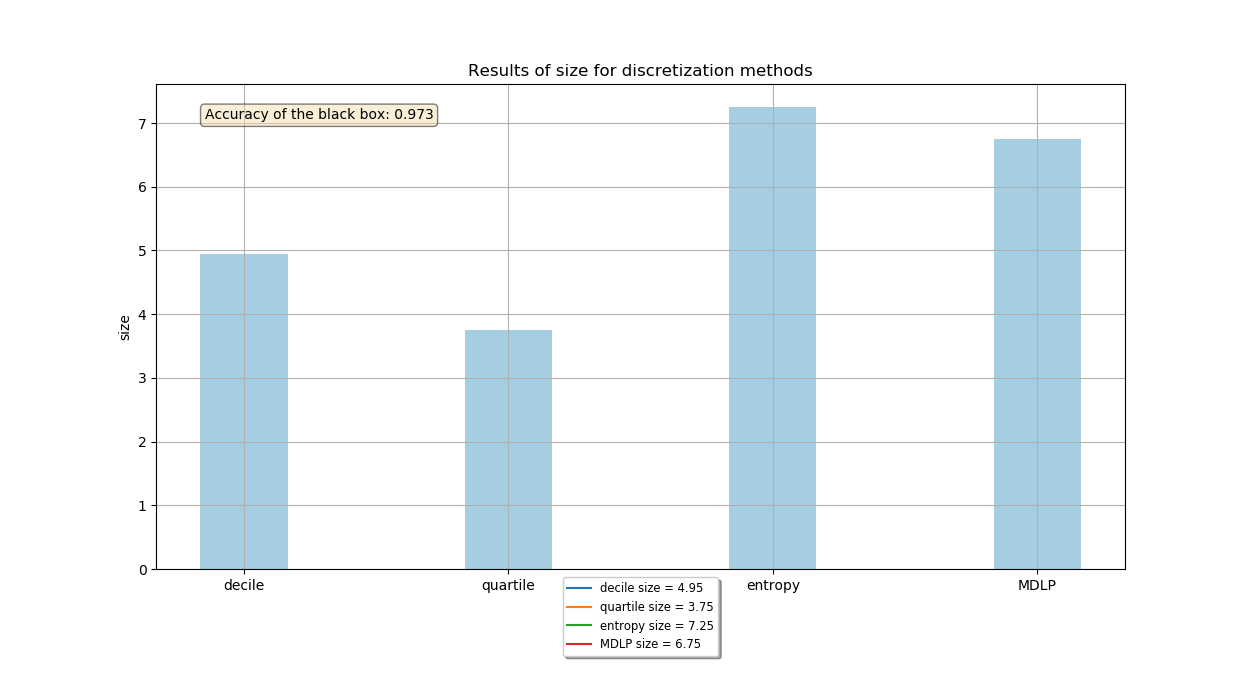 Results of size for discretization methods
Accuracy of the black box: 0.973
7
6
5
4
3
2
1
0
size
decile
quartile
entropy
MDLP
decile size = 4.95
quartile size = 3.75
entropy size = 7.25
MDLP size = 6.75